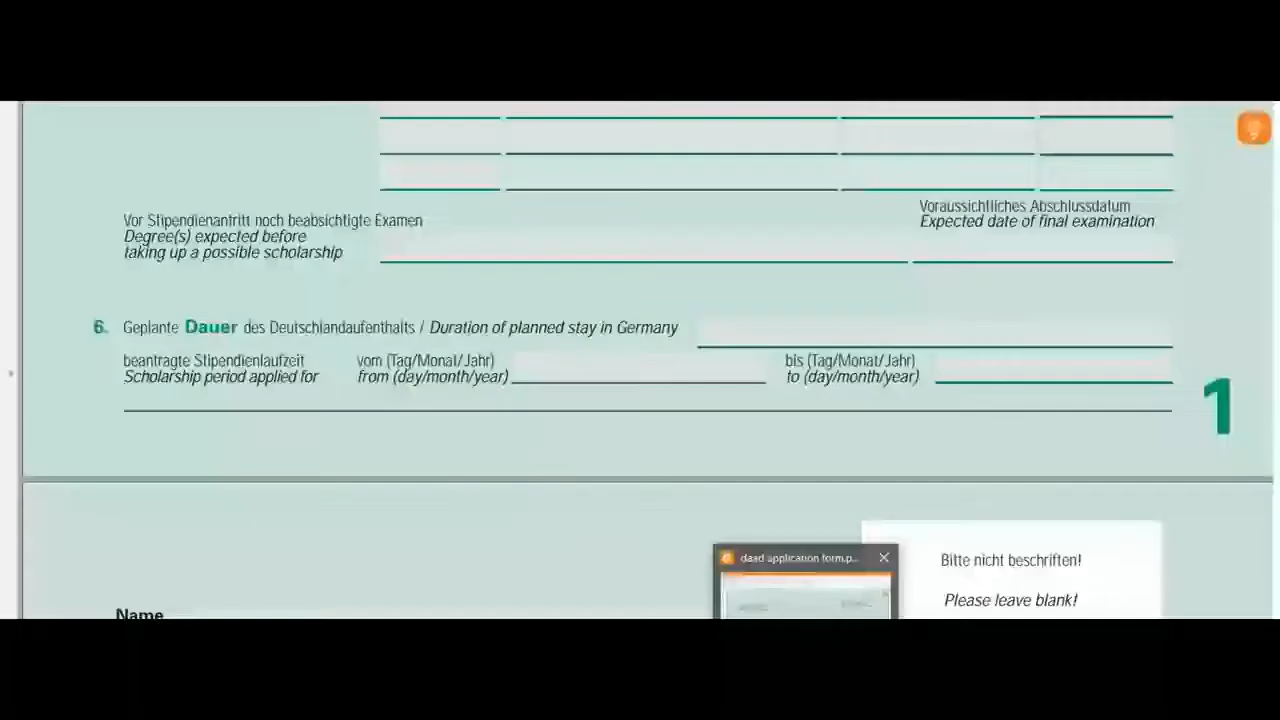 Vor Stipendienantritt noch beabsichtigte Examen
Degree(s) expected before
taking up a possible scholarship
Voraussichtliches Abschlussdatum
Expected date of final examination
6. Geplante Dauer des Deutschlandaufenthalts / Duration of planned stay in Germany
beantragte Stipendienlaufzeit vom (Tag/Monat/Jahr) bis (Tag/Monat/Jahr)
Scholarship period applied for from (day/month/year) to (day/month/year)
1
daad application form.p...
Bitte nicht beschriften!
Please leave blank!
Name